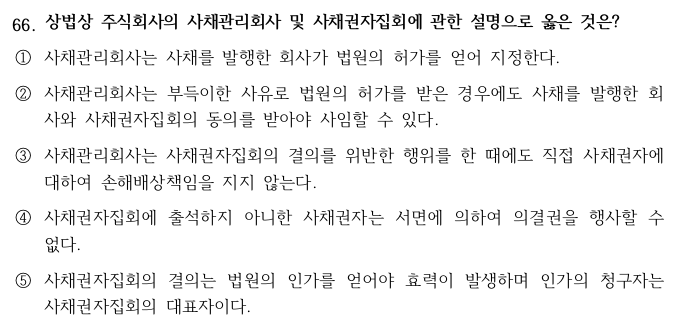 66. 상법상 주식회사의 사채관리회사 및 사채권자집회에 관한 설명으로 옳은 것은?
① 사채관리회사는 사채를 발행한 회사가 법원의 허가를 얻어 지정한다.
② 사채관리회사는 부득이한 사유로 법원의 허가를 받은 경우에도 사채를 발행한 회
사와 사채권자집회의 동의를 받아야 사임할 수 있다.
③ 사채관리회사는 사채권자집회의 결의를 위반한 행위를 한 때에도 직접 사채권자에
대하여 손해배상책임을 지지 않는다.
④ 사채권자집회에 출석하지 아니한 사채권자는 서면에 의하여 의결권을 행사할 수
없다.
⑤ 사채권자집회의 결의는 법원의 인가를 얻어야 효력이 발생하며 인가의 청구자는
사채권자집회의 대표자이다.